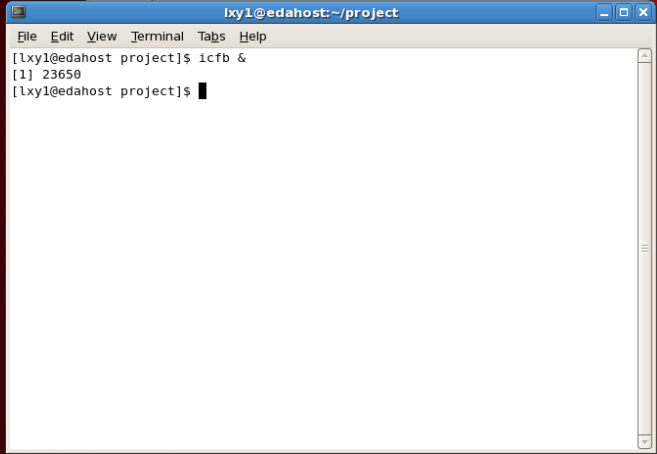 lxy1@edahost:~/project
File Edit View Terminal Tabs Help
[lxy1@edahost project]$ icfb &
[1] 23650
[lxy1@edahost project]$